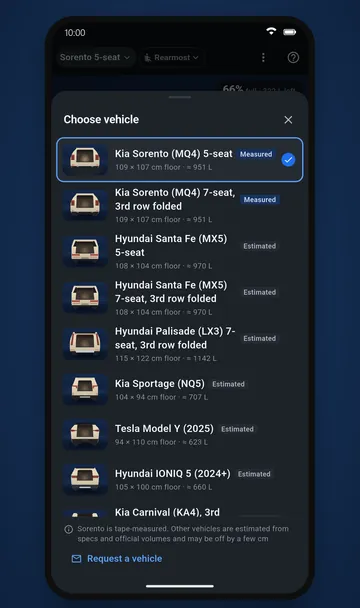 10:00
Sorento 5-seat
Rearmost
66%
Choose vehicle
Kia Sorento (MQ4) 5-seat Measured
109 × 107 cm floor · ≈ 951 L
Kia Sorento (MQ4) 7-seat,
3rd row folded
Measured
109 × 107 cm floor · ≈ 951 L
Hyundai Santa Fe (MX5)
5-seat
Estimated
108 × 104 cm floor · ≈ 970 L
Hyundai Santa Fe (MX5)
7-seat, 3rd row folded
Estimated
108 × 104 cm floor · ≈ 970 L
Hyundai Palisade (LX3) 7-
seat, 3rd row folded
Estimated
115 × 122 cm floor · ≈ 1142 L
Kia Sportage (NQ5) Estimated
104 × 94 cm floor · ≈ 707 L
Tesla Model Y (2025) Estimated
94 × 110 cm floor · ≈ 623 L
Hyundai IONIQ 5 (2024+) Estimated
105 × 100 cm floor · ≈ 660 L
Kia Carnival (KA4), 3rd
Sorento is tape-measured. Other vehicles are estimated from
specs and official volumes and may be off by a few cm
Request a vehicle